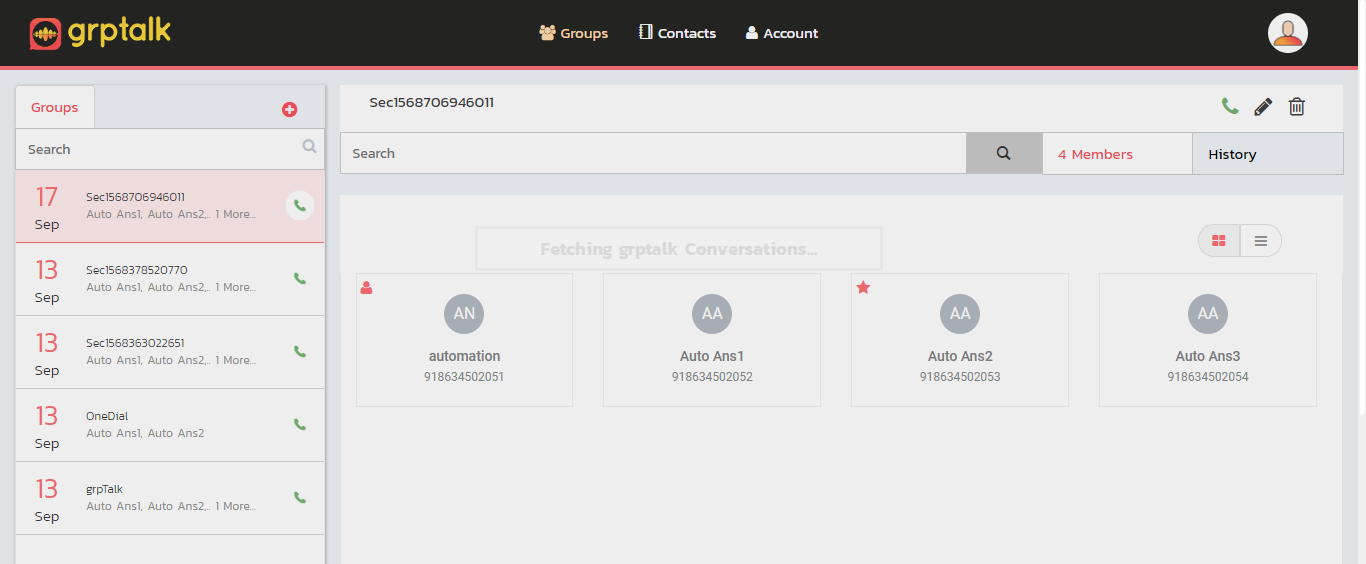 grptalk
Groups
Contacts
Account
Groups
Search
17
Sep
Sec1568706946011
Auto Ans1, Auto Ans2,.. 1 More...
13
Sep
Sec1568378520770
Auto Ans1, Auto Ans2,.. 1 More...
13
Sep
Sec1568363022651
Auto Ans1, Auto Ans2,.. 1 More...
13
Sep
OneDial
Auto Ans1, Auto Ans2
13
Sep
grpTalk
Auto Ans1, Auto Ans2,.. 1 More...
Sec1568706946011
Search
4 Members
History
Fetching grptalk Conversations...
AN
automation
918634502051
AA
Auto Ans1
918634502052
AA
Auto Ans2
918634502053
AA
Auto Ans3
918634502054